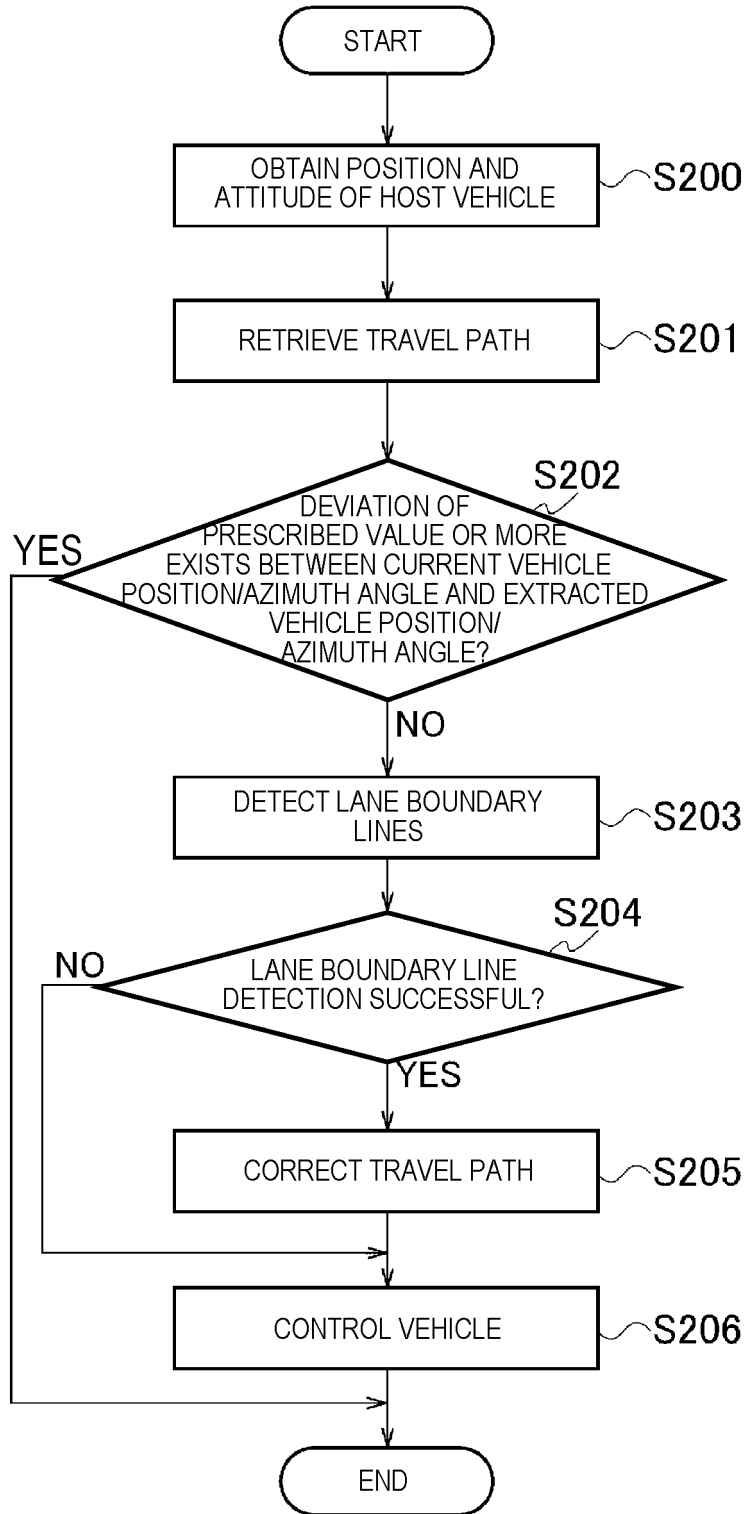 START
OBTAIN POSITION AND
ATTITUDE OF HOST VEHICLE
S200
RETRIEVE TRAVEL PATH
S201
S202
DEVIATION OF
PRESCRIBED VALUE OR MORE
EXISTS BETWEEN CURRENT VEHICLE
POSITION/AZIMUTH ANGLE AND EXTRACTED
VEHICLE POSITION/
AZIMUTH ANGLE?
YES
NO
DETECT LANE BOUNDARY
LINES
S203
S204
LANE BOUNDARY LINE
DETECTION SUCCESSFUL?
NO
YES
CORRECT TRAVEL PATH
S205
CONTROL VEHICLE
S206
END